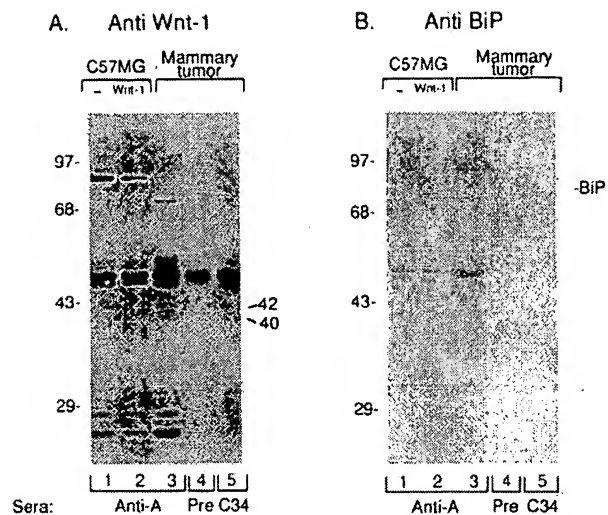 A. Anti Wnt-1
C57MG Mammary tumor
– Wnt-1
97-
68-
43-
29-
42
40
1 2 3 4 5
Sera: Anti-A Pre C34
B. Anti BiP
C57MG Mammary tumor
– Wnt-1
97-
68-
43-
29-
-BiP
1 2 3 4 5
Anti-A Pre C34